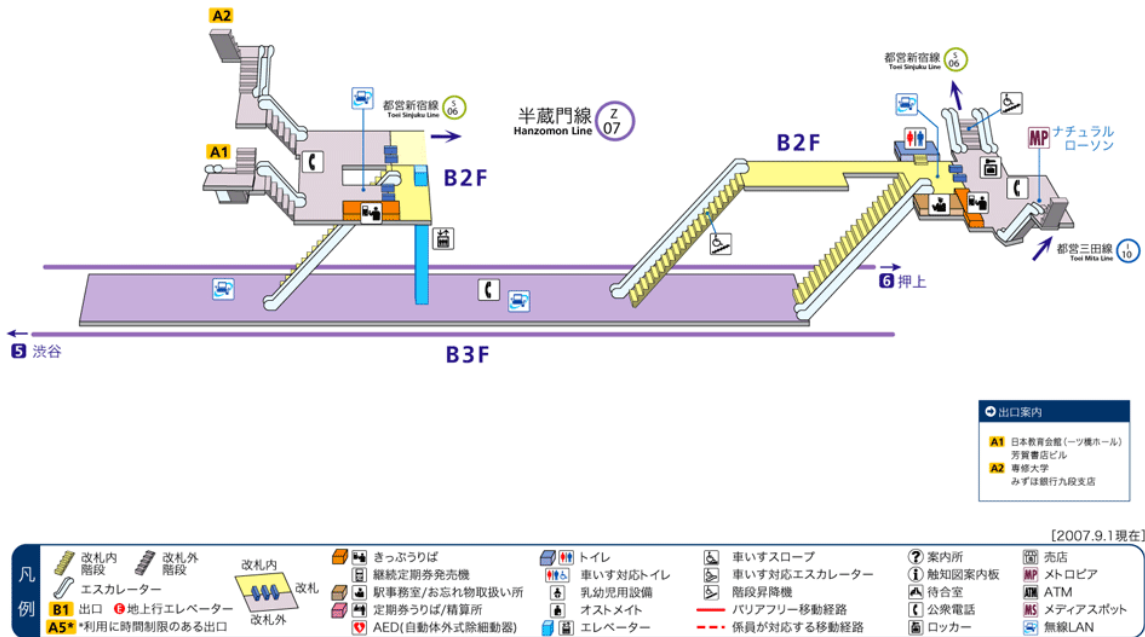 A2
都営新宿線 S 06
Toei Sinjuku Line
都営新宿線 S 06
Toei Sinjuku Line
半蔵門線 Z 07
Hanzomon Line
B2F
MP ナチュラル
ローソン
A1
B2F
都営三田線 I 10
Toei Mita Line
6 押上
5 渋谷
B3F
出口案内
A1 日本教育会館(一ツ橋ホール)
芳賀書店ビル
A2 専修大学
みずほ銀行九段支店
[2007.9.1現在]
凡例
改札内階段
改札外階段
エスカレーター
B1 出口 E 地上行エレベーター
A5* *利用に時間制限のある出口
改札内
改札
改札外
きっぷうりば
継続定期券発売機
駅事務室/お忘れ物取扱い所
定期券うりば/精算所
AED(自動体外式除細動器)
トイレ
車いす対応トイレ
乳幼児用設備
オストメイト
エレベーター
車いすスロープ
車いす対応エスカレーター
階段昇降機
バリアフリー移動経路
係員が対応する移動経路
? 案内所
i 触知図案内板
待合室
公衆電話
ロッカー
売店
MP メトロピア
ATM ATM
MS メディアスポット
無線LAN